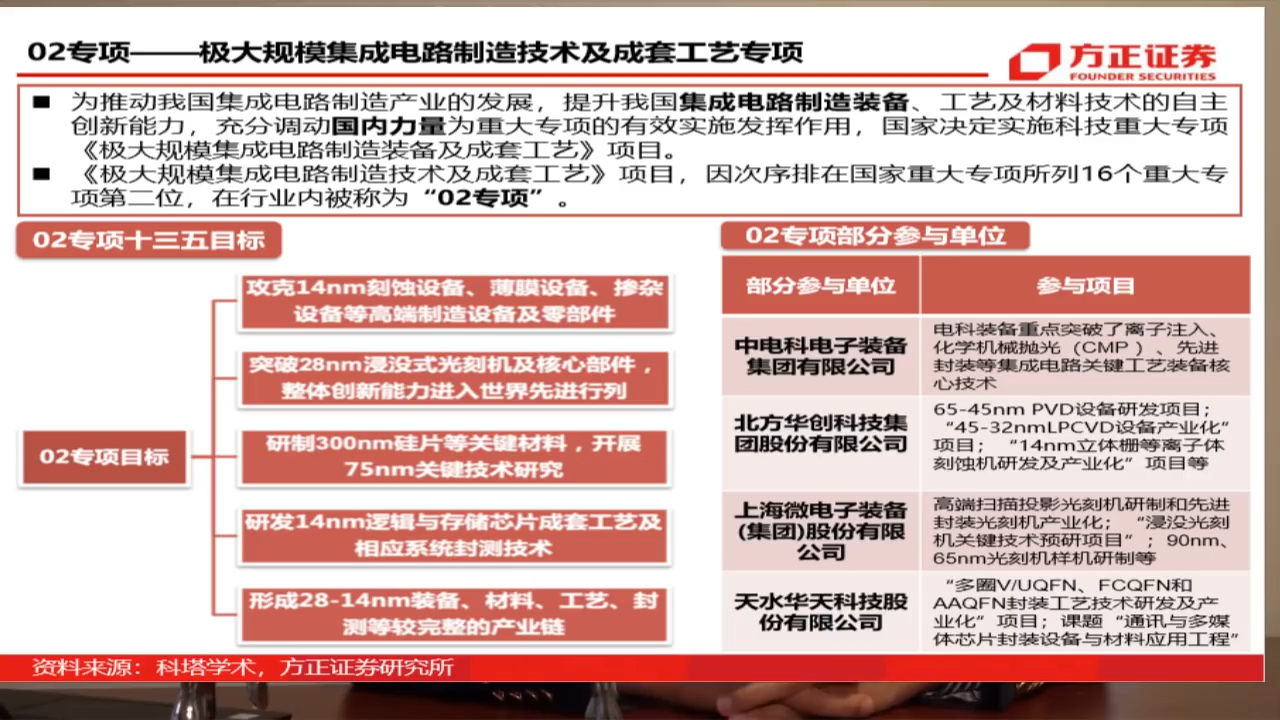 02专项——极大规模集成电路制造技术及成套工艺专项
方正证券
FOUNDER SECURITIES
■ 为推动我国集成电路制造产业的发展，提升我国集成电路制造装备、工艺及材料技术的自主
创新能力，充分调动国内力量为重大专项的有效实施发挥作用，国家决定实施科技重大专项
《极大规模集成电路制造装备及成套工艺》项目。
■ 《极大规模集成电路制造技术及成套工艺》项目，因次序排在国家重大专项所列16个重大专
项第二位，在行业内被称为“02专项”。
02专项十三五目标
02专项目标
攻克14nm刻蚀设备、薄膜设备、掺杂
设备等高端制造设备及零部件
突破28nm浸没式光刻机及核心部件，
整体创新能力进入世界先进行列
研制300nm硅片等关键材料，开展
75nm关键技术研究
研发14nm逻辑与存储芯片成套工艺及
相应系统封测技术
形成28-14nm装备、材料、工艺、封
测等较完整的产业链
02专项部分参与单位
部分参与单位
参与项目
中电科电子装备
集团有限公司
电科装备重点突破了离子注入、
化学机械抛光（CMP ）、先进
封装等集成电路关键工艺装备核
心技术
北方华创科技集
团股份有限公司
65-45nm PVD设备研发项目；
“45-32nmLPCVD设备产业化”
项目；“14nm立体栅等离子体
刻蚀机研发及产业化”项目等
上海微电子装备
(集团)股份有限
公司
高端扫描投影光刻机研制和先进
封装光刻机产业化；“浸没光刻
机关键技术预研项目”；90nm、
65nm光刻机样机研制等
天水华天科技股
份有限公司
“多圈V/UQFN、FCQFN和
AAQFN封装工艺技术研发及产
业化”项目；课题“通讯与多媒
体芯片封装设备与材料应用工程”
资料来源：科塔学术，方正证券研究所